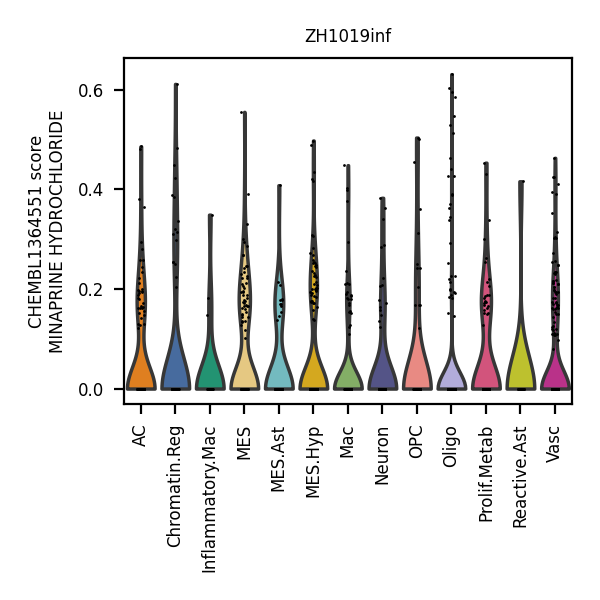 ZH1019inf
CHEMBL1364551 score
MINAPRINE HYDROCHLORIDE
0.6
0.4
0.2
0.0
AC
Chromatin.Reg
Inflammatory.Mac
MES
MES.Ast
MES.Hyp
Mac
Neuron
OPC
Oligo
Prolif.Metab
Reactive.Ast
Vasc